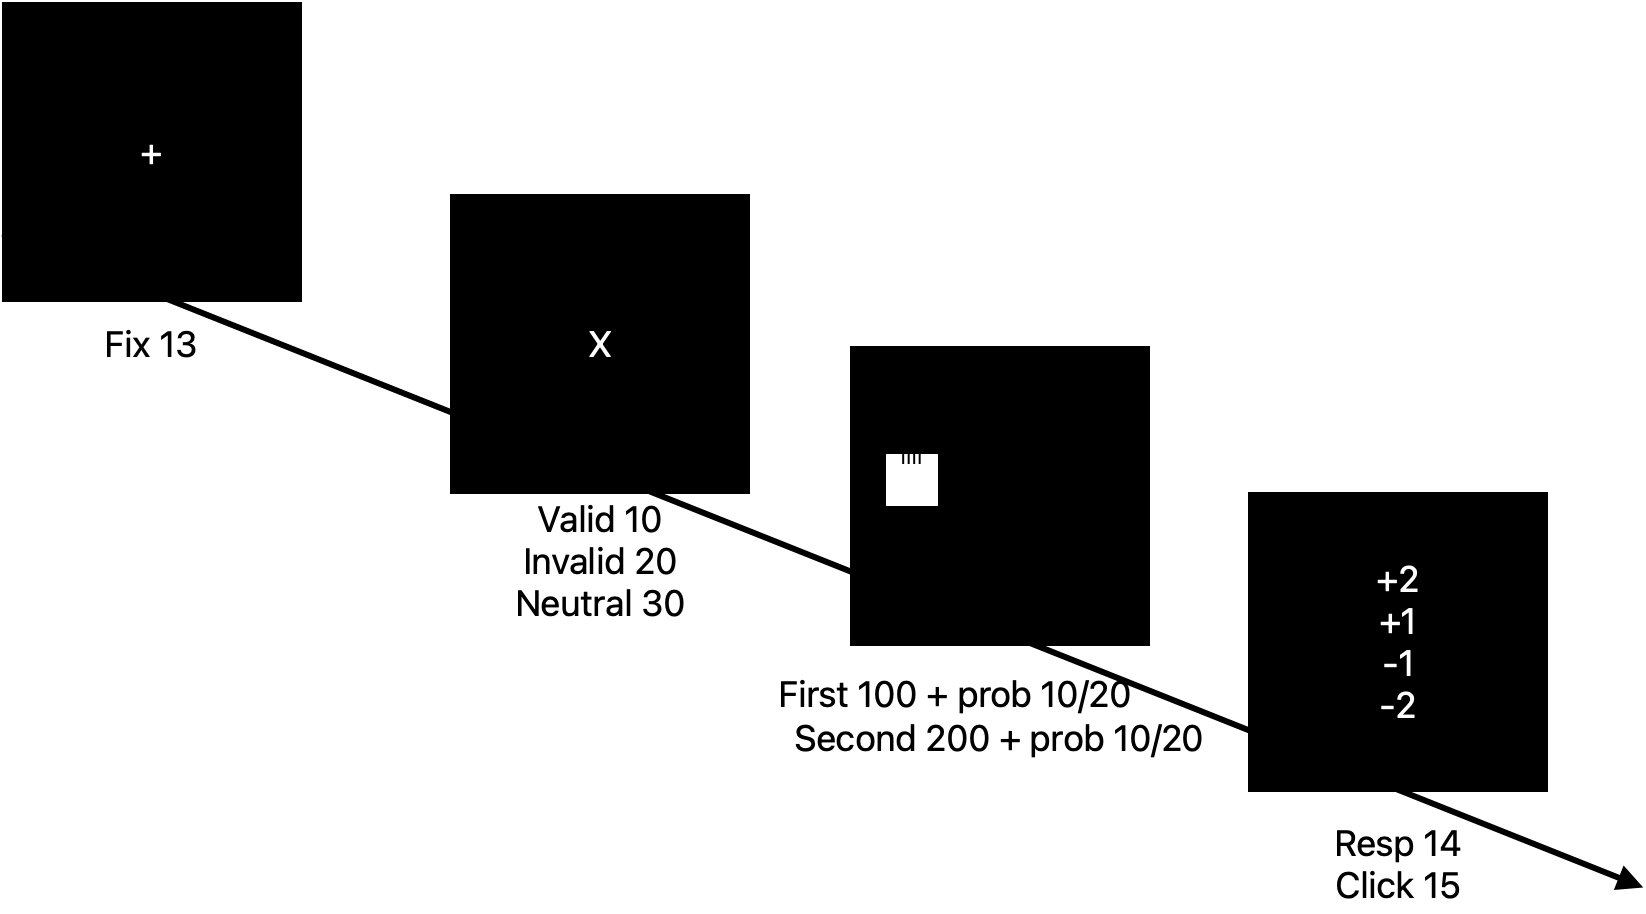 +
Fix 13
X
Valid 10
Invalid 20
Neutral 30
First 100 + prob 10/20
Second 200 + prob 10/20
+2
+1
-1
-2
Resp 14
Click 15